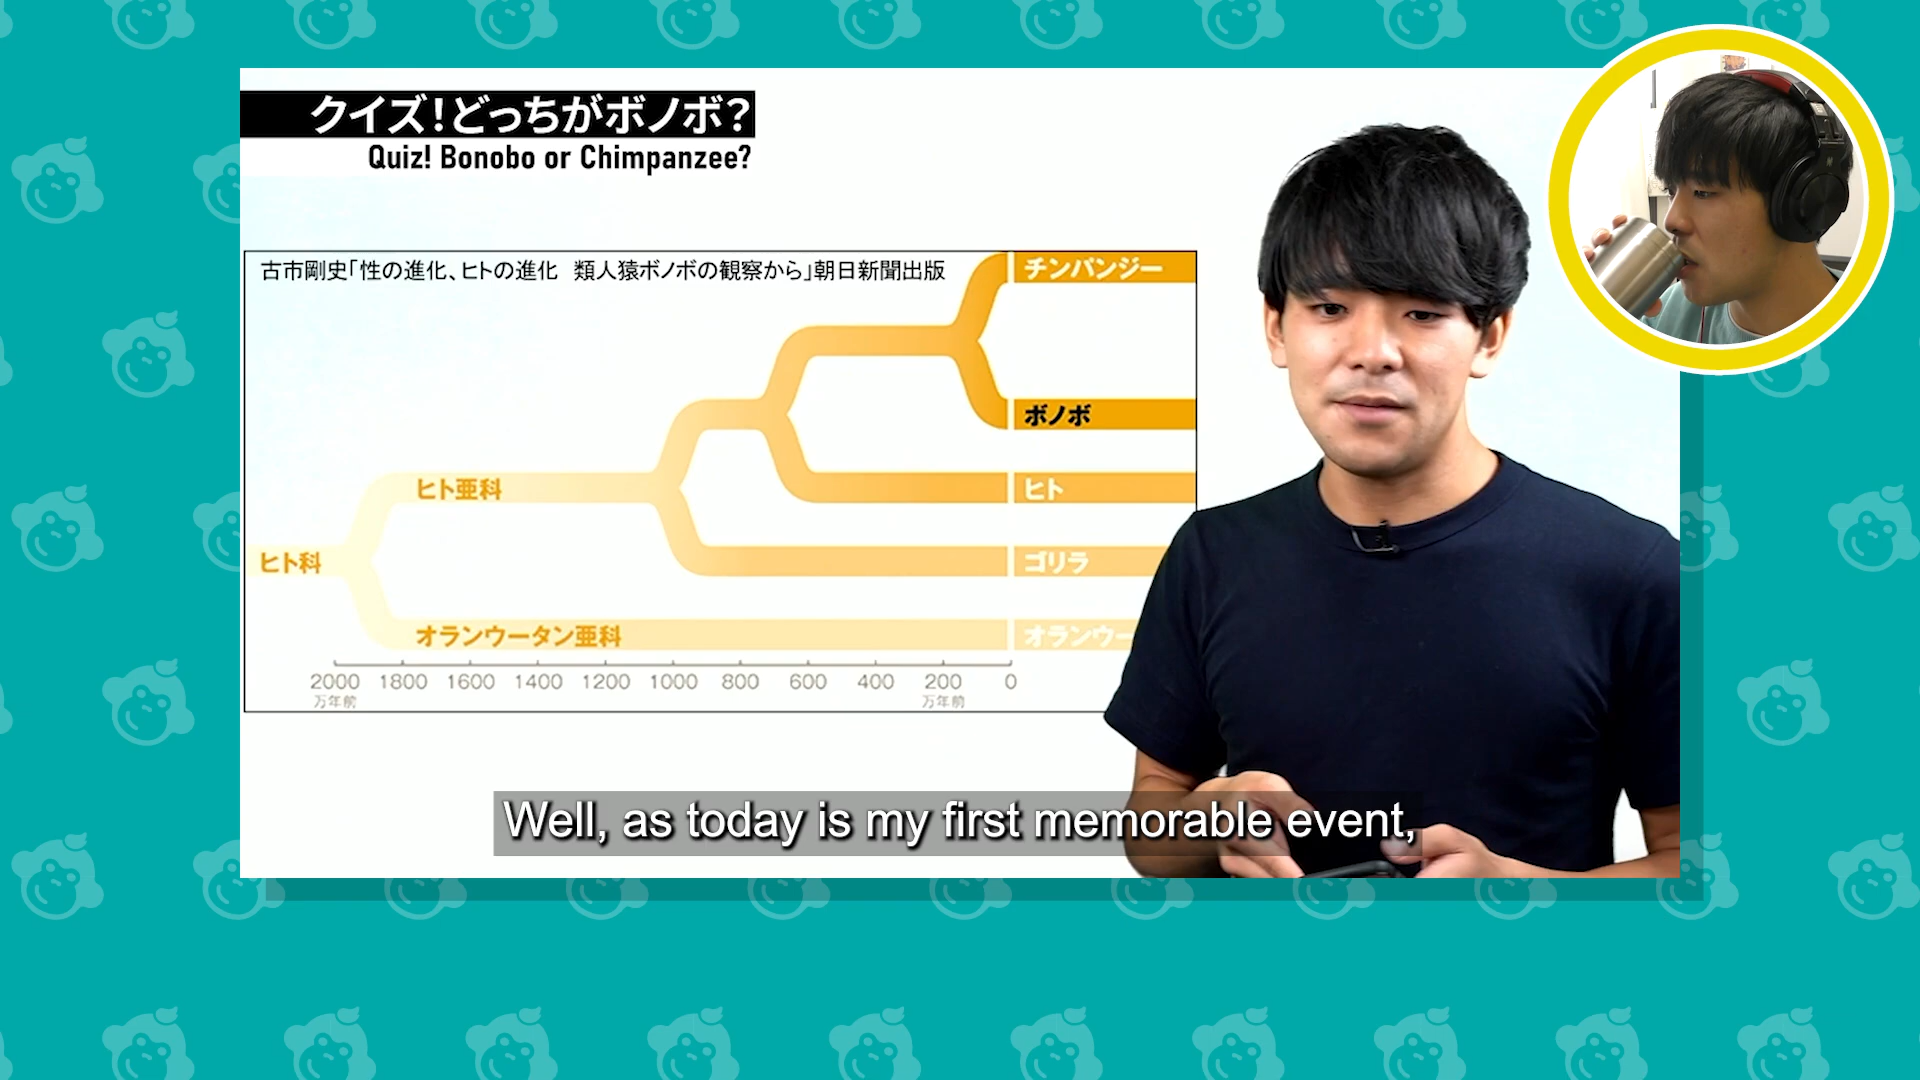 クイズ！どっちがボノボ？
Quiz! Bonobo or Chimpanzee?
古市剛史「性の進化、ヒトの進化　類人猿ボノボの観察から」朝日新聞出版
チンパンジー
ボノボ
ヒト亜科
ヒト
ヒト科
ゴリラ
オランウータン亜科
オランウー
2000 1800 1600 1400 1200 1000 800 600 400 200 0
万年前 万年前
Well, as today is my first memorable event,